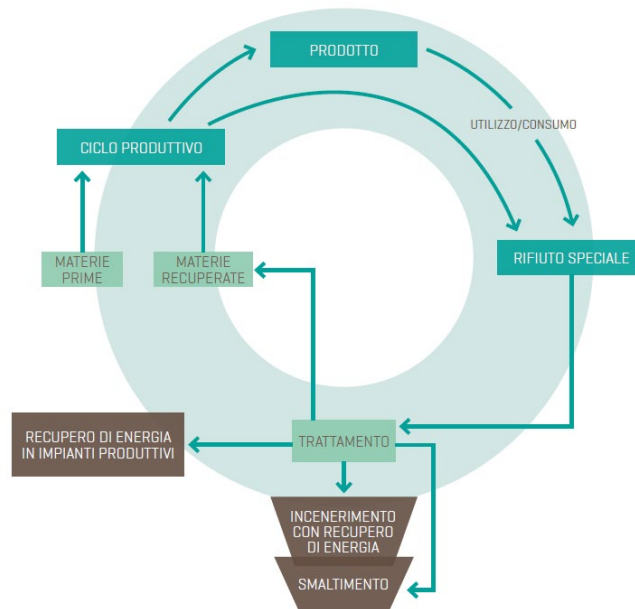 PRODOTTO
UTILIZZO/CONSUMO
CICLO PRODUTTIVO
MATERIE
PRIME
MATERIE
RECUPERATE
RIFIUTO SPECIALE
RECUPERO DI ENERGIA
IN IMPIANTI PRODUTTIVI
TRATTAMENTO
INCENERIMENTO
CON RECUPERO
DI ENERGIA
SMALTIMENTO